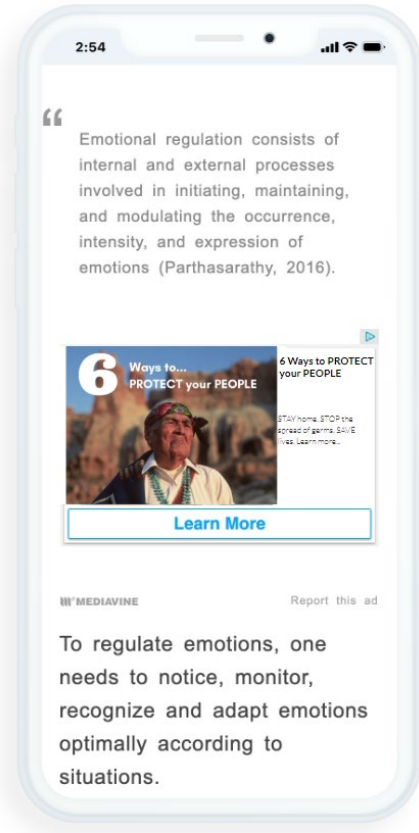 2:54
“
Emotional regulation consists of
internal and external processes
involved in initiating, maintaining,
and modulating the occurrence,
intensity, and expression of
emotions (Parthasarathy, 2016).
6 Ways to...
PROTECT your PEOPLE
6 Ways to PROTECT
your PEOPLE
STAY home. STOP the
spread of germs. SAVE
lives. Learn more...
Learn More
MEDIAVINE
Report this ad
To regulate emotions, one
needs to notice, monitor,
recognize and adapt emotions
optimally according to
situations.